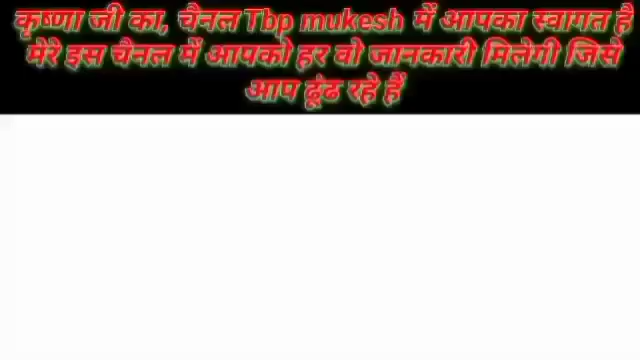 कृष्णा जी का, चैनल Tbp mukesh में आपका स्वागत है
मेरे इस चैनल में आपको हर वो जानकारी मिलेगी जिसे
आप ढूंढ रहे हैं